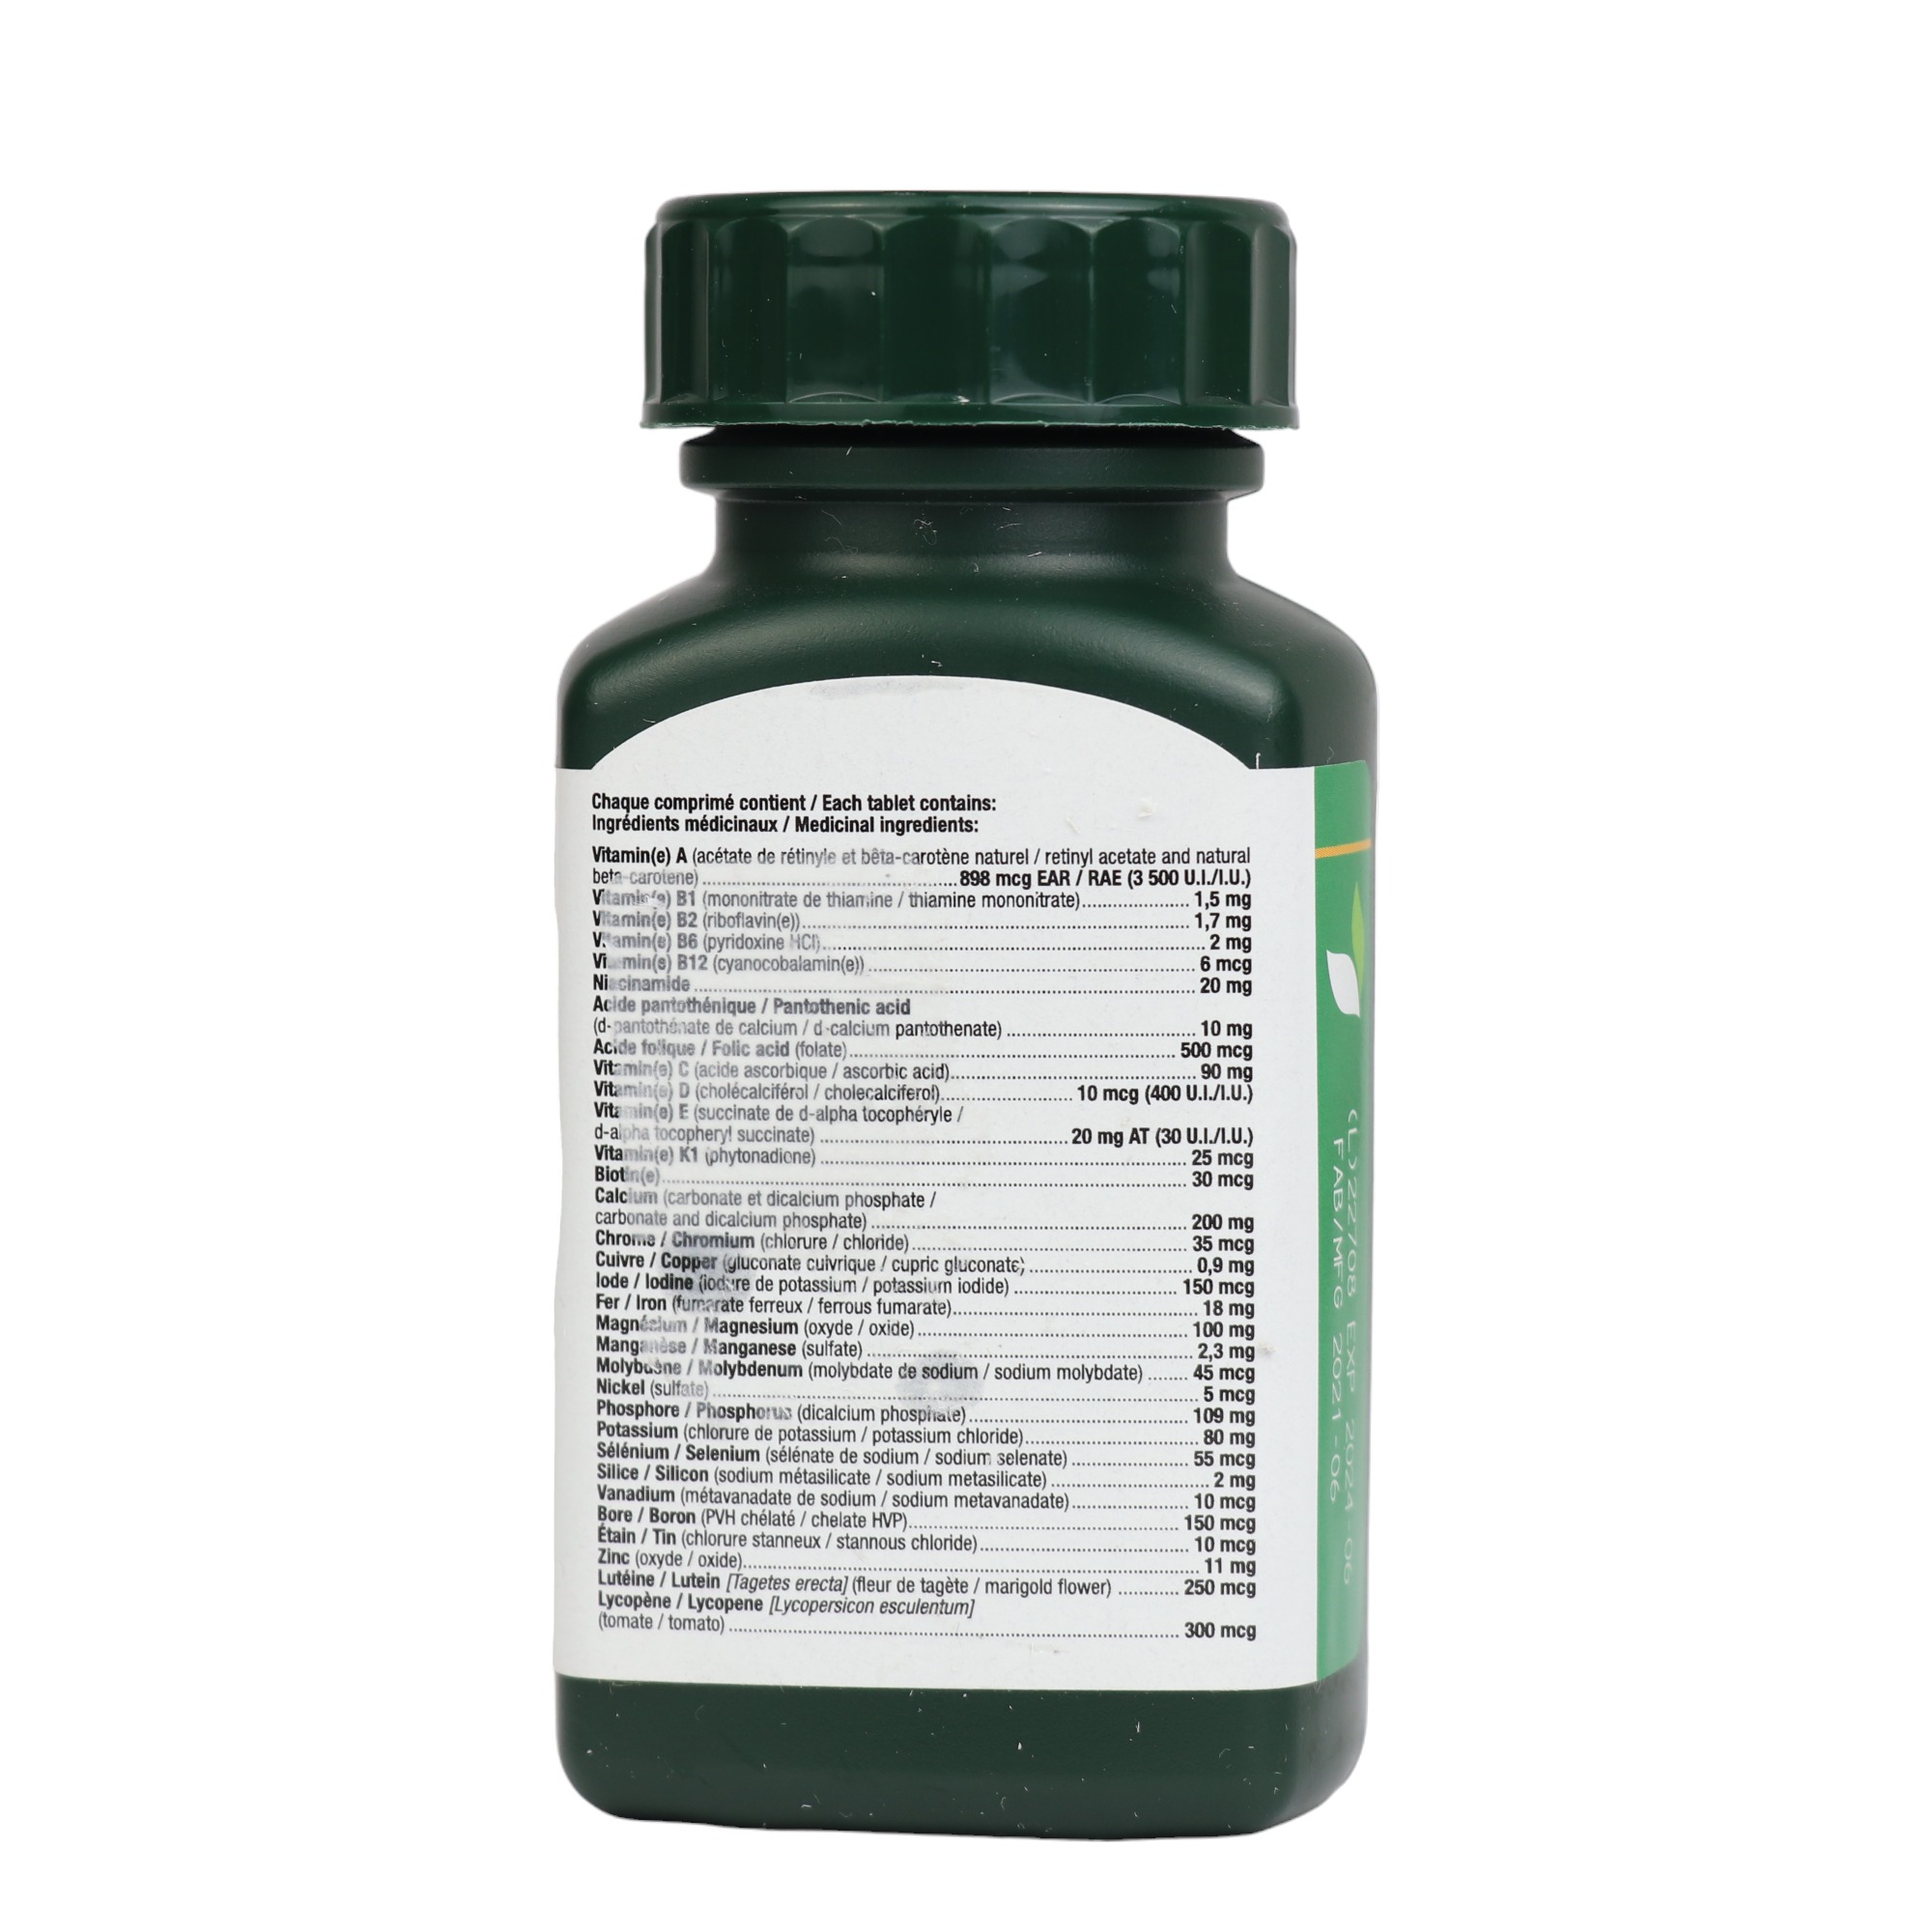 Chaque comprimé contient / Each tablet contains:
Ingrédients médicinaux / Medicinal ingredients:
Vitamin(e) A (acétate de rétinyle et bêta-carotène naturel / retinyl acetate and natural
beta-carotene) ........ 898 mcg EAR / RAE (3 500 U.I./I.U.)
Vitamin(e) B1 (mononitrate de thiamine / thiamine mononitrate) ........ 1,5 mg
Vitamin(e) B2 (riboflavin(e)) ........ 1,7 mg
Vitamin(e) B6 (pyridoxine HCl) ........ 2 mg
Vitamin(e) B12 (cyanocobalamin(e)) ........ 6 mcg
Niacinamide ........ 20 mg
Acide pantothénique / Pantothenic acid
(d-pantothénate de calcium / d-calcium pantothenate) ........ 10 mg
Acide folique / Folic acid (folate) ........ 500 mcg
Vitamin(e) C (acide ascorbique / ascorbic acid) ........ 90 mg
Vitamin(e) D (cholécalciférol / cholecalciferol) ........ 10 mcg (400 U.I./I.U.)
Vitamin(e) E (succinate de d-alpha tocophéryle /
d-alpha tocopheryl succinate) ........ 20 mg AT (30 U.I./I.U.)
Vitamin(e) K1 (phytonadione) ........ 25 mcg
Biotin(e) ........ 30 mcg
Calcium (carbonate et dicalcium phosphate /
carbonate and dicalcium phosphate) ........ 200 mg
Chrome / Chromium (chlorure / chloride) ........ 35 mcg
Cuivre / Copper (gluconate cuivrique / cupric gluconate) ........ 0,9 mg
Iode / Iodine (iodure de potassium / potassium iodide) ........ 150 mcg
Fer / Iron (fumarate ferreux / ferrous fumarate) ........ 18 mg
Magnésium / Magnesium (oxyde / oxide) ........ 100 mg
Manganèse / Manganese (sulfate) ........ 2,3 mg
Molybdène / Molybdenum (molybdate de sodium / sodium molybdate) ........ 45 mcg
Nickel (sulfate) ........ 5 mcg
Phosphore / Phosphorus (dicalcium phosphate) ........ 109 mg
Potassium (chlorure de potassium / potassium chloride) ........ 80 mg
Sélénium / Selenium (sélénate de sodium / sodium selenate) ........ 55 mcg
Silice / Silicon (sodium métasilicate / sodium metasilicate) ........ 2 mg
Vanadium (métavanadate de sodium / sodium metavanadate) ........ 10 mcg
Bore / Boron (PVH chélaté / chelate HVP) ........ 150 mcg
Étain / Tin (chlorure stanneux / stannous chloride) ........ 10 mcg
Zinc (oxyde / oxide) ........ 11 mg
Lutéine / Lutein [Tagetes erecta] (fleur de tagète / marigold flower) ........ 250 mcg
Lycopène / Lycopene [Lycopersicon esculentum]
(tomate / tomato) ........ 300 mcg
(L)22708 EXP 2024-06
FAB/MFG 2021-06